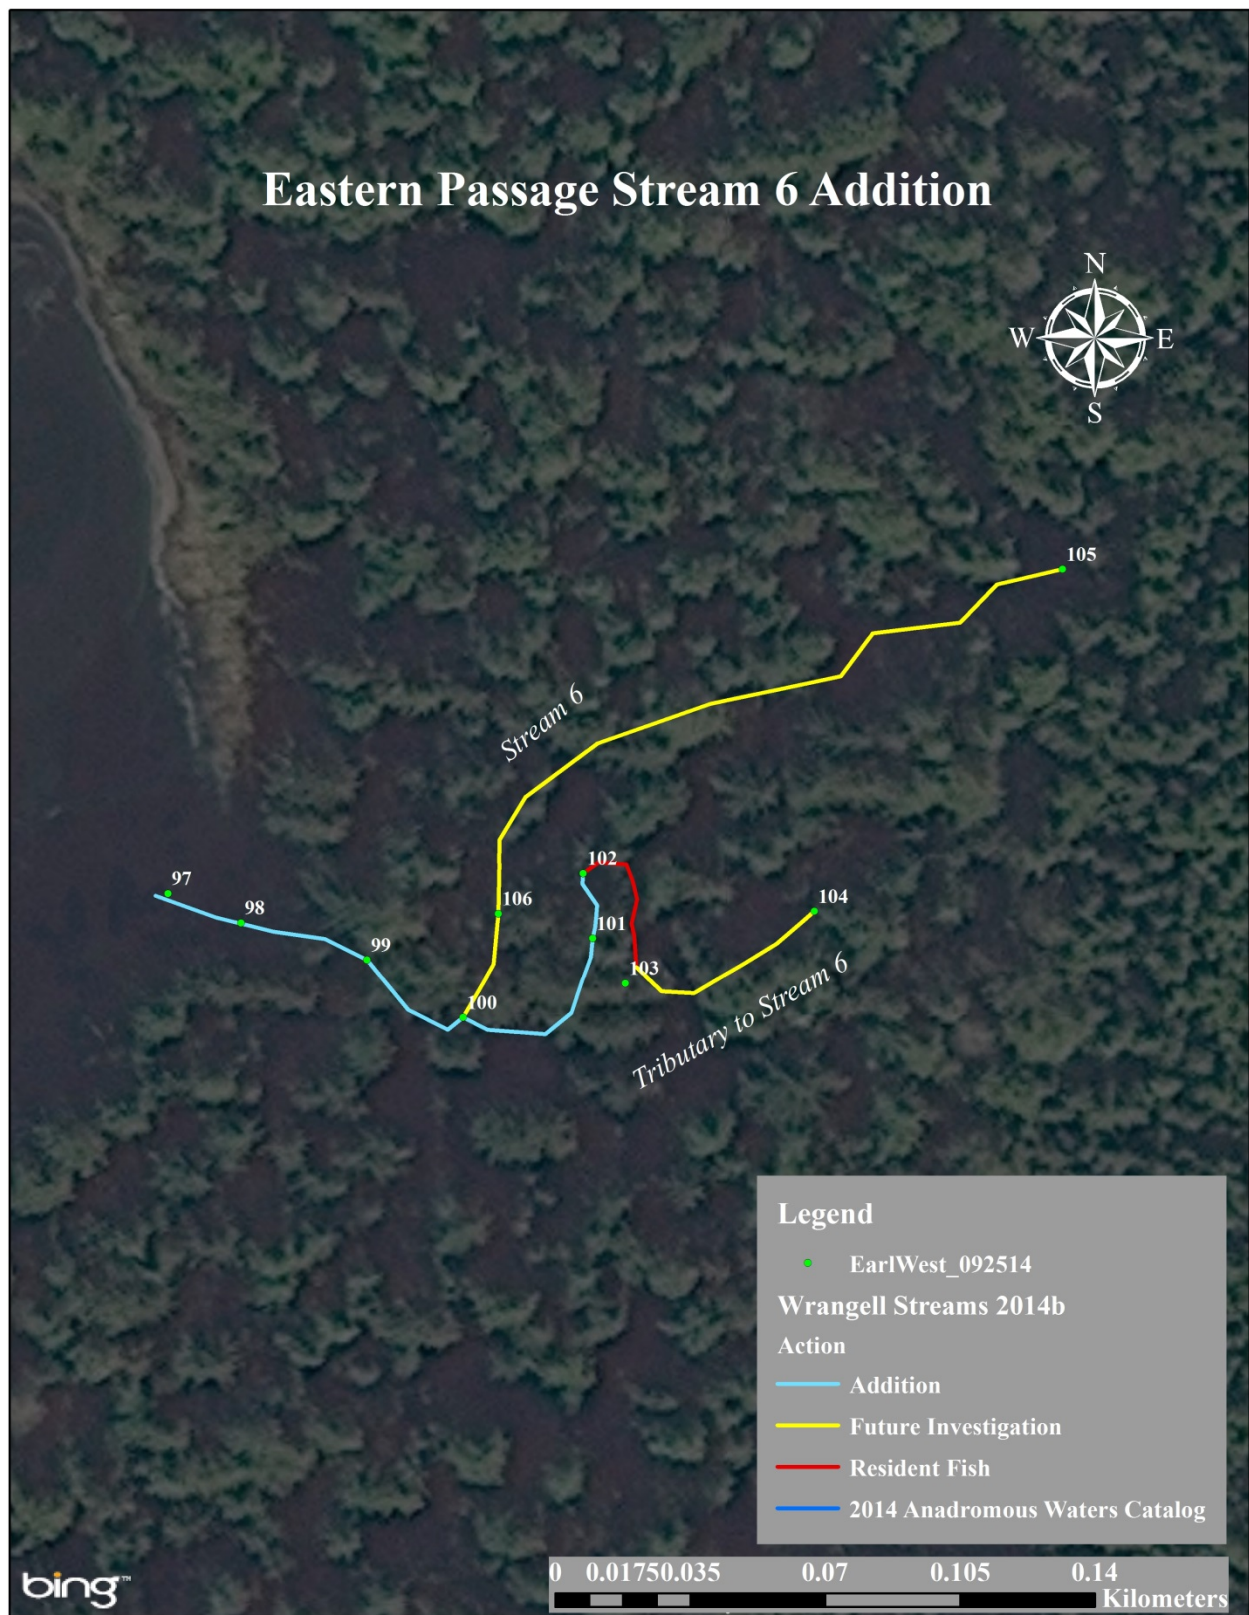 Eastern Passage Stream 6 Addition
N
W E
S
105
Stream 6
102
97
106
104
98
101
99
103
100
Tributary to Stream 6
Legend
EarlWest_092514
Wrangell Streams 2014b
Action
Addition
Future Investigation
Resident Fish
2014 Anadromous Waters Catalog
bing™
0 0.0175 0.035 0.07 0.105 0.14
Kilometers